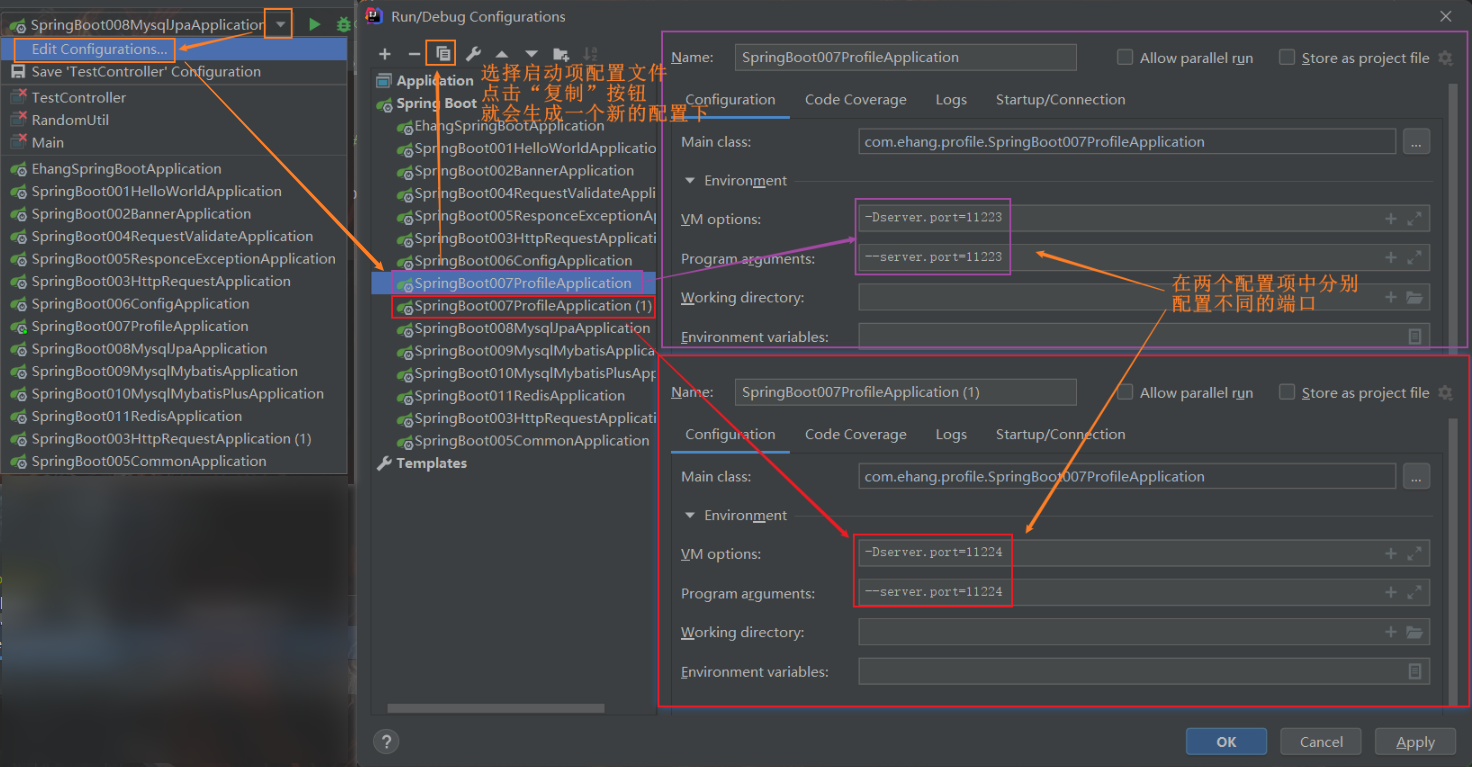 SpringBoot008MysqlJpaApplication
Edit Configurations...
Save 'TestController' Configuration
TestController
RandomUtil
Main
EhangSpringBootApplication
SpringBoot001HelloWorldApplication
SpringBoot002BannerApplication
SpringBoot004RequestValidateApplication
SpringBoot005ResponceExceptionApplication
SpringBoot003HttpRequestApplication
SpringBoot006ConfigApplication
SpringBoot007ProfileApplication
SpringBoot008MysqlJpaApplication
SpringBoot009MysqlMybatisApplication
SpringBoot010MysqlMybatisPlusApplication
SpringBoot011RedisApplication
SpringBoot003HttpRequestApplication (1)
SpringBoot005CommonApplication
Run/Debug Configurations
Application
Spring Boot
选择启动项配置文件
点击“复制”按钮
就会生成一个新的配置下
EhangSpringBootApplication
SpringBoot001HelloWorldApplicatio
SpringBoot002BannerApplication
SpringBoot004RequestValidateAppli
SpringBoot005ResponceExceptionAp
SpringBoot003HttpRequestApplicati
SpringBoot006ConfigApplication
SpringBoot007ProfileApplication
SpringBoot007ProfileApplication (1)
SpringBoot008MysqlJpaApplication
SpringBoot009MysqlMybatisApplica
SpringBoot010MysqlMybatisPlusApp
SpringBoot011RedisApplication
SpringBoot003HttpRequestApplicati
SpringBoot005CommonApplication
Templates
Name: SpringBoot007ProfileApplication Allow parallel run Store as project file
Configuration Code Coverage Logs Startup/Connection
Main class: com.ehang.profile.SpringBoot007ProfileApplication ...
Environment
VM options: -Dserver.port=11223
Program arguments: --server.port=11223
在两个配置项中分别
配置不同的端口
Working directory:
Environment variables:
Name: SpringBoot007ProfileApplication (1) Allow parallel run Store as project file
Configuration Code Coverage Logs Startup/Connection
Main class: com.ehang.profile.SpringBoot007ProfileApplication ...
Environment
VM options: -Dserver.port=11224
Program arguments: --server.port=11224
Working directory:
Environment variables:
? OK Cancel Apply